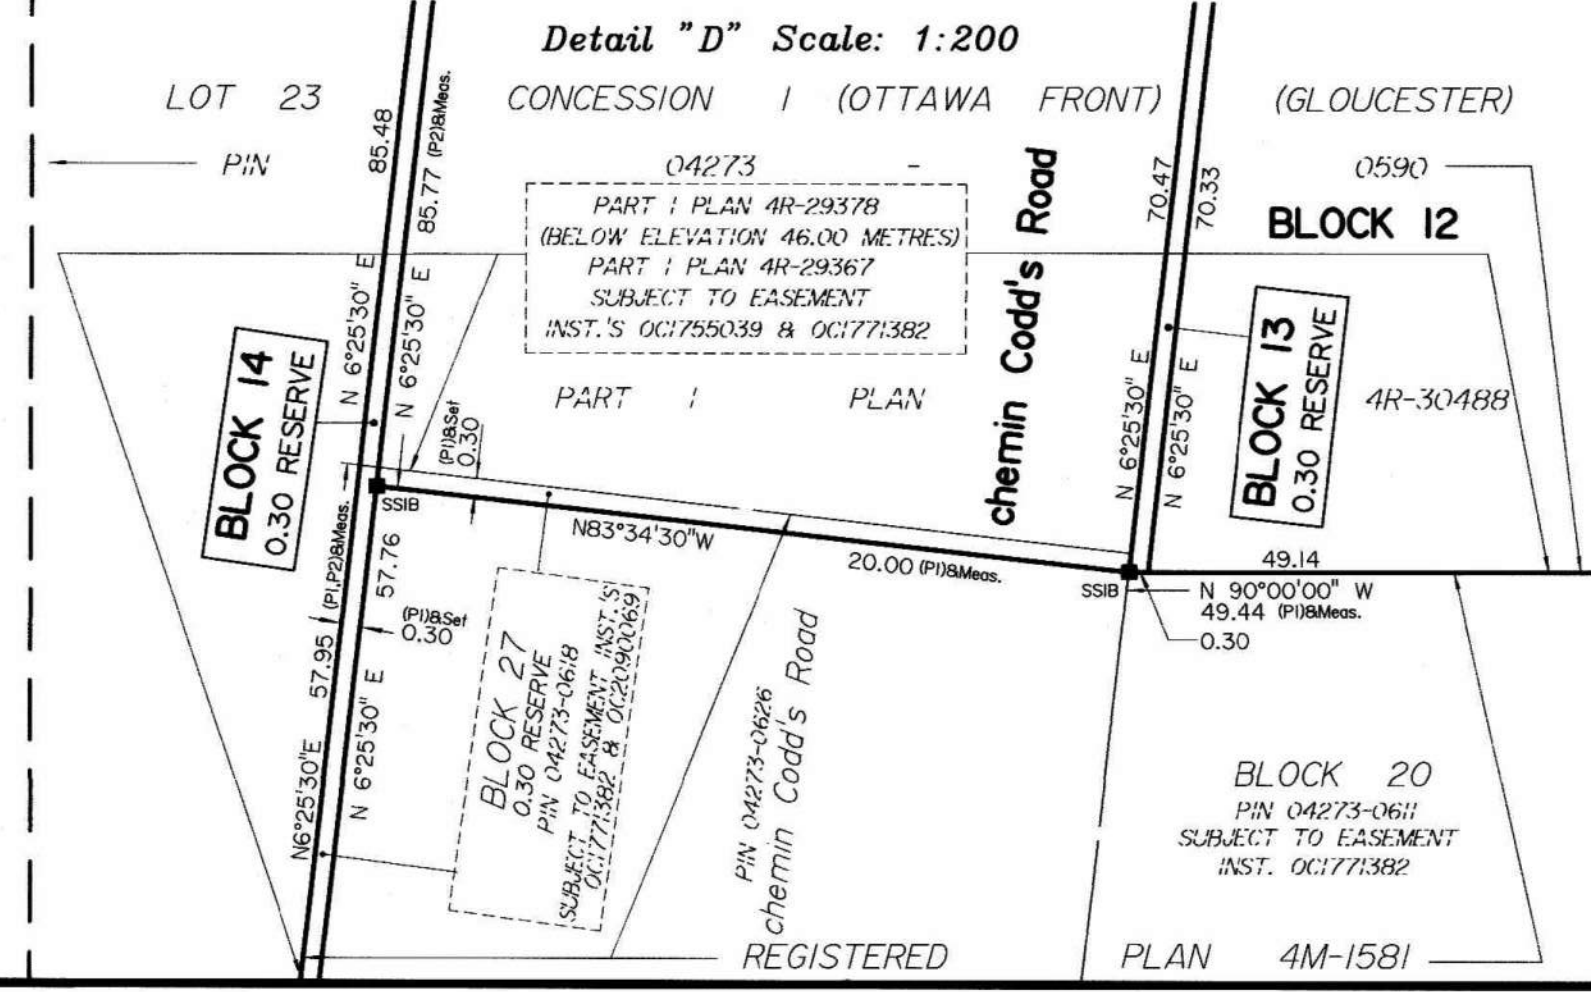 Detail "D" Scale: 1:200
LOT 23
CONCESSION 1 (OTTAWA FRONT)
(GLOUCESTER)
PIN
04273 -
0590
85.48
85.77 (P2)&Meas.
PART 1 PLAN 4R-29378
(BELOW ELEVATION 46.00 METRES)
PART 1 PLAN 4R-29367
SUBJECT TO EASEMENT
INST.'S OC1755039 & OC1771382
chemin Codd's Road
70.47
70.33
BLOCK 12
N 6°25'30" E
N 6°25'30" E
BLOCK 14
0.30 RESERVE
PART 1 PLAN
4R-30488
N 6°25'30" E
N 6°25'30" E
BLOCK 13
0.30 RESERVE
(P1)&Set
0.30
SSIB
N83°34'30"W
20.00 (P1)&Meas.
SSIB
49.14
N 90°00'00" W
49.44 (P1)&Meas.
0.30
57.95 (P1,P2)&Meas.
57.76
(P1)&Set
0.30
N6°25'30"E
N 6°25'30" E
BLOCK 27
0.30 RESERVE
PIN 04273-0618
SUBJECT TO EASEMENT INST.'S
OC1771382 & OC2090069
PIN 04273-0626
chemin Codd's Road
BLOCK 20
PIN 04273-0611
SUBJECT TO EASEMENT
INST. OC1771382
REGISTERED PLAN 4M-1581